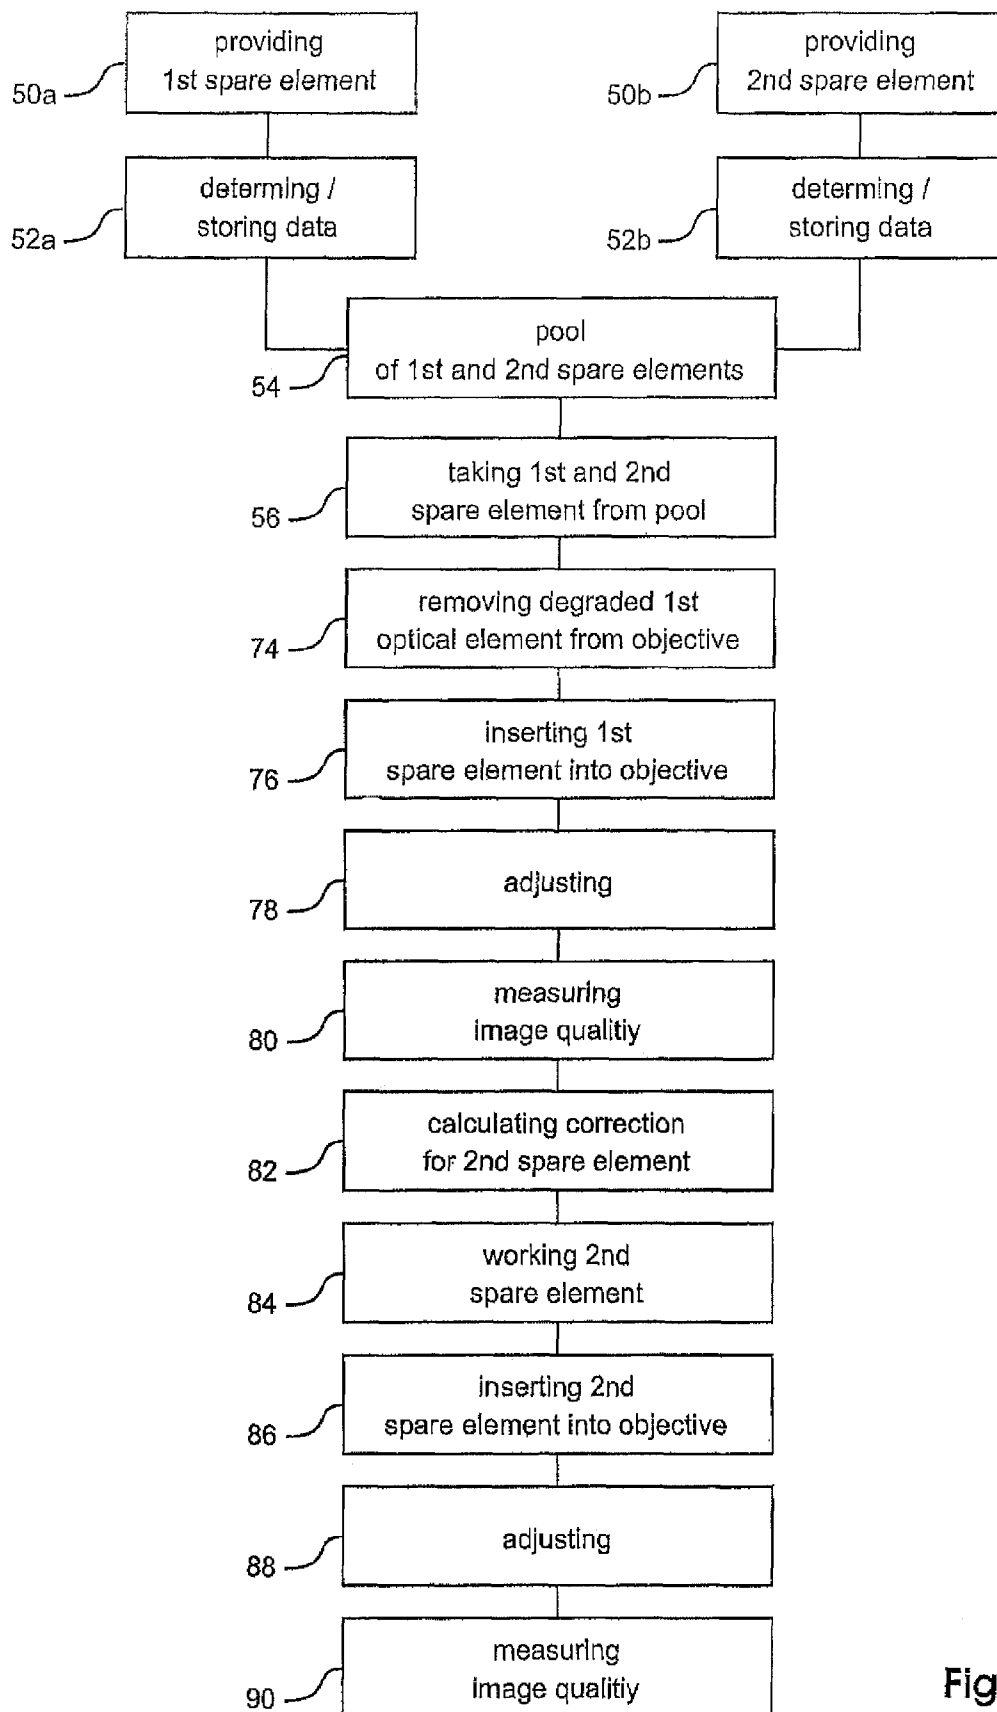 providing
1st spare element
50a
providing
2nd spare element
50b
determing /
storing data
52a
determing /
storing data
52b
pool
of 1st and 2nd spare elements
54
taking 1st and 2nd
spare element from pool
56
removing degraded 1st
optical element from objective
74
inserting 1st
spare element into objective
76
adjusting
78
measuring
image qualitiy
80
calculating correction
for 2nd spare element
82
working 2nd
spare element
84
inserting 2nd
spare element into objective
86
adjusting
88
measuring
image qualitiy
90
Fig